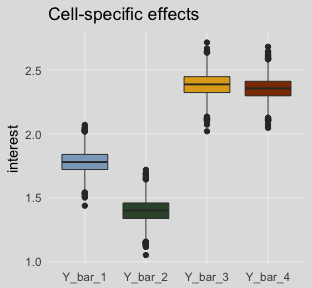 Cell-specific effects
interest
2.5
2.0
1.5
1.0
Y_bar_1 Y_bar_2 Y_bar_3 Y_bar_4